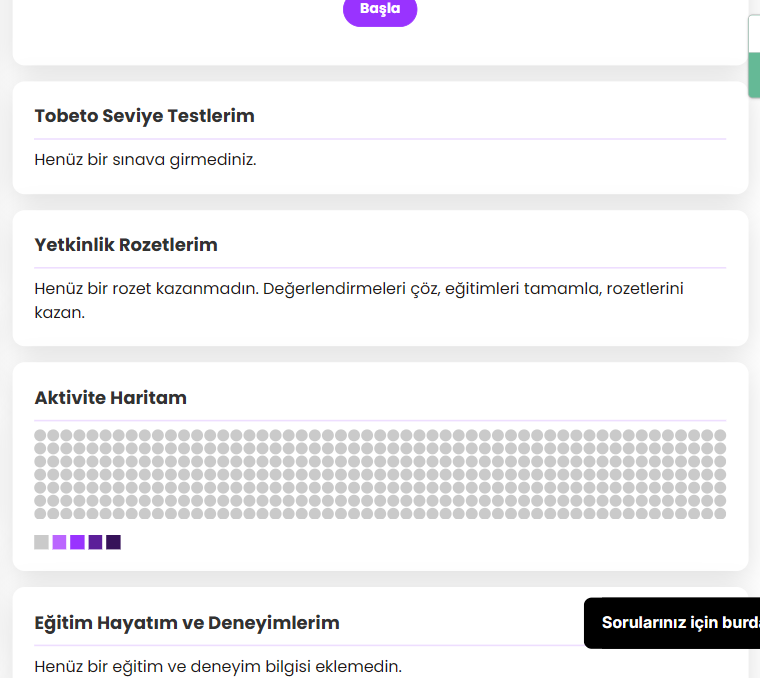 Başla
Tobeto Seviye Testlerim
Henüz bir sınava girmediniz.
Yetkinlik Rozetlerim
Henüz bir rozet kazanmadın. Değerlendirmeleri çöz, eğitimleri tamamla, rozetlerini
kazan.
Aktivite Haritam
Eğitim Hayatım ve Deneyimlerim
Sorularınız için burd
Henüz bir eğitim ve deneyim bilgisi eklemedin.